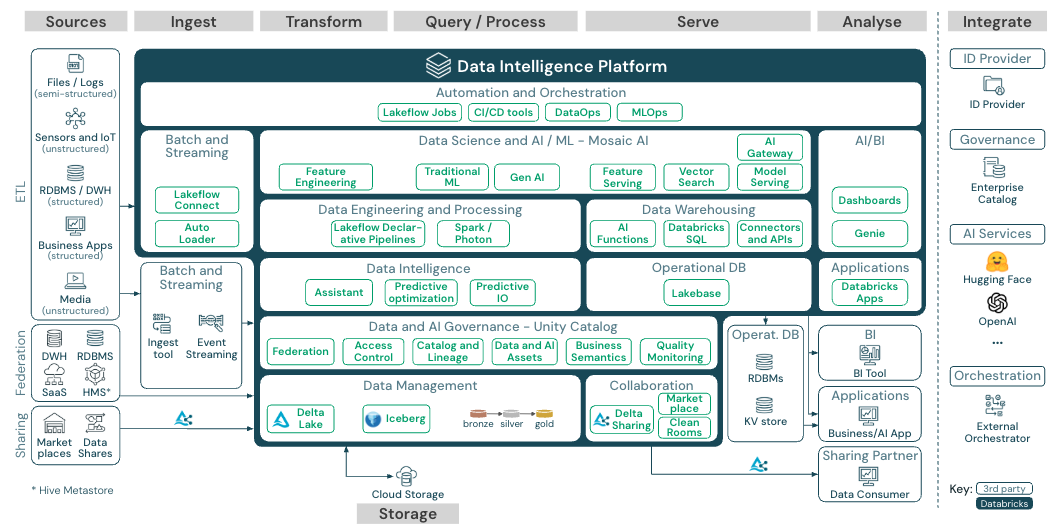 Sources
Ingest
Transform
Query / Process
Serve
Analyse
Integrate
ETL
Files / Logs
(semi-structured)
Sensors and IoT
(unstructured)
RDBMS / DWH
(structured)
Business Apps
(structured)
Media
(unstructured)
Federation
DWH
RDBMS
SaaS
HMS*
Sharing
Market
places
Data
Shares
* Hive Metastore
Data Intelligence Platform
Automation and Orchestration
Lakeflow Jobs
CI/CD tools
DataOps
MLOps
Batch and
Streaming
Lakeflow
Connect
Auto
Loader
Batch and
Streaming
Ingest
tool
Event
Streaming
Data Science and AI / ML - Mosaic AI
Feature
Engineering
Traditional
ML
Gen AI
Feature
Serving
Vector
Search
AI
Gateway
Model
Serving
Data Engineering and Processing
Lakeflow Declar-
ative Pipelines
Spark /
Photon
Data Warehousing
AI
Functions
Databricks
SQL
Connectors
and APIs
AI/BI
Dashboards
Genie
Data Intelligence
Assistant
Predictive
optimization
Predictive
IO
Operational DB
Lakebase
Applications
Databricks
Apps
Data and AI Governance - Unity Catalog
Federation
Access
Control
Catalog and
Lineage
Data and AI
Assets
Business
Semantics
Quality
Monitoring
Data Management
Delta
Lake
Iceberg
bronze
silver
gold
Collaboration
Delta
Sharing
Market
place
Clean
Rooms
Operat. DB
RDBMs
KV store
BI
BI Tool
Applications
Business/AI App
Sharing Partner
Data Consumer
Cloud Storage
Storage
ID Provider
ID Provider
Governance
Enterprise
Catalog
AI Services
Hugging Face
OpenAI
...
Orchestration
External
Orchestrator
Key:
3rd party
Databricks